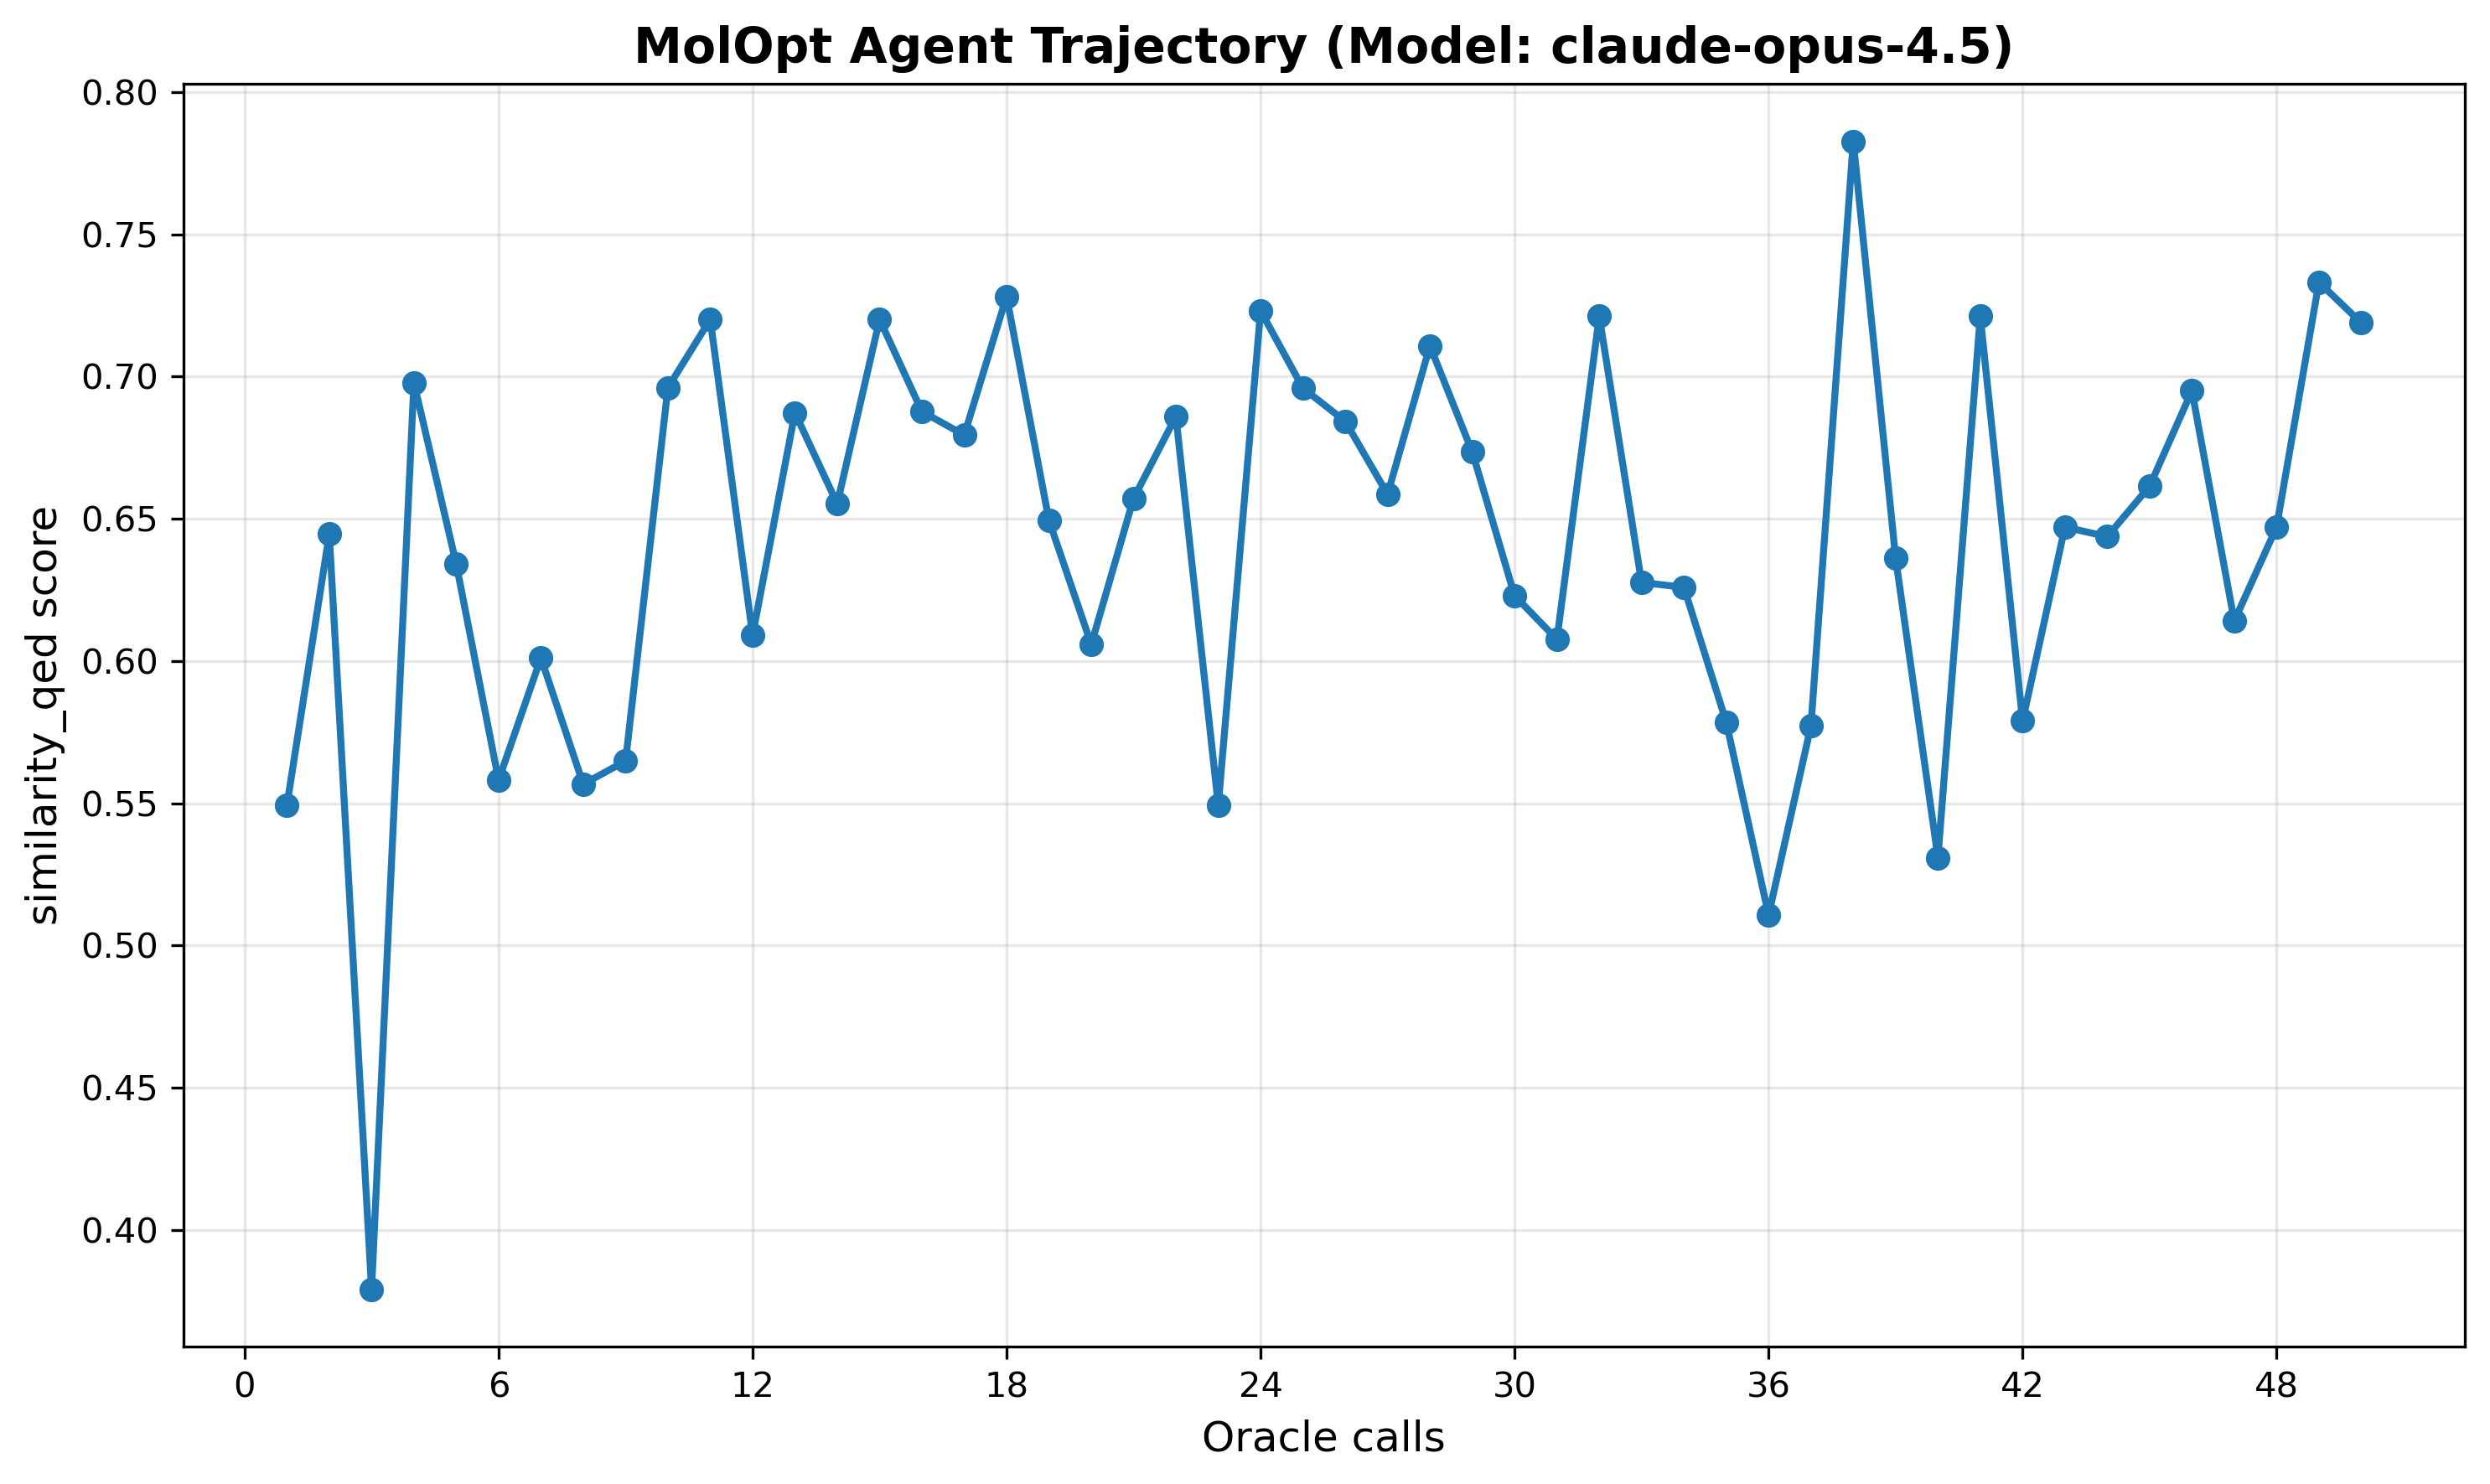 MolOpt Agent Trajectory (Model: claude-opus-4.5)
similarity_qed score
0.80
0.75
0.70
0.65
0.60
0.55
0.50
0.45
0.40
0 6 12 18 24 30 36 42 48
Oracle calls